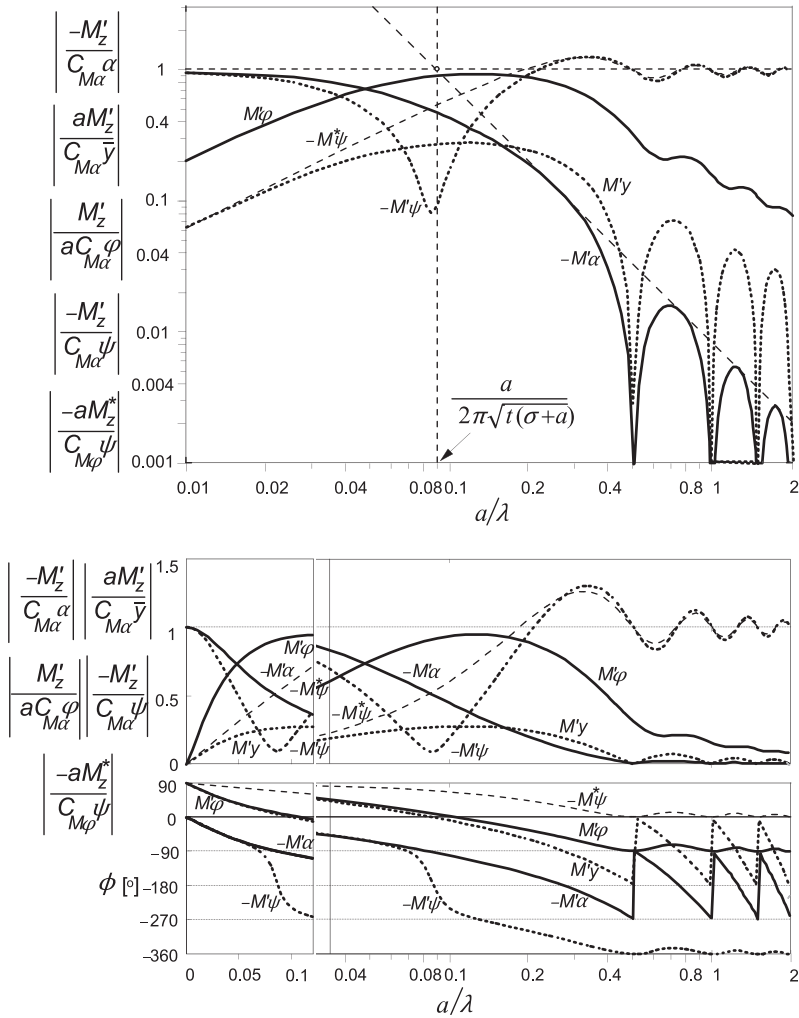 |-M′z / CMα α|
|aM′z / CMα ȳ|
|M′z / aCMα φ|
|-M′z / CMα ψ|
|-aM*z / CMφ ψ|
1
0.4
0.1
0.04
0.01
0.004
0.001
M′φ
-M*ψ
-M′ψ
M′y
-M′α
a / 2π√t(σ+a)
0.01 0.02 0.04 0.08 0.1 0.2 0.4 0.8 1 2
a/λ
|-M′z / CMα α| |aM′z / CMα ȳ|
|M′z / aCMα φ| |-M′z / CMα ψ|
|-aM*z / CMφ ψ|
1.5
1
0.5
0
M′φ
-M′α
-M*ψ
M′y
-M′ψ
-M′α
-M*ψ
-M′ψ
M′φ
M′y
90
0
-90
-180
-270
-360
φ [o]
M′φ
-M′α
-M′ψ
-M*ψ
M′φ
M′y
-M′ψ
-M′α
0 0.05 0.1 0.04 0.1 0.2 0.4 0.8 1 2
a/λ